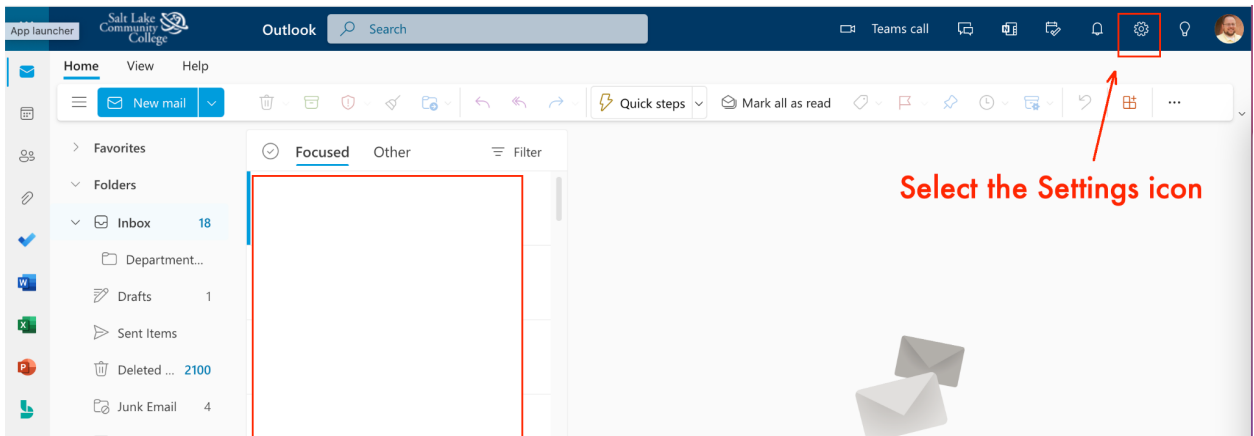 App launcher
Salt Lake
Community
College
Outlook
Search
Teams call
Home View Help
New mail
Quick steps
Mark all as read
Favorites
Focused Other Filter
Folders
Select the Settings icon
Inbox 18
Department...
Drafts 1
Sent Items
Deleted ... 2100
Junk Email 4